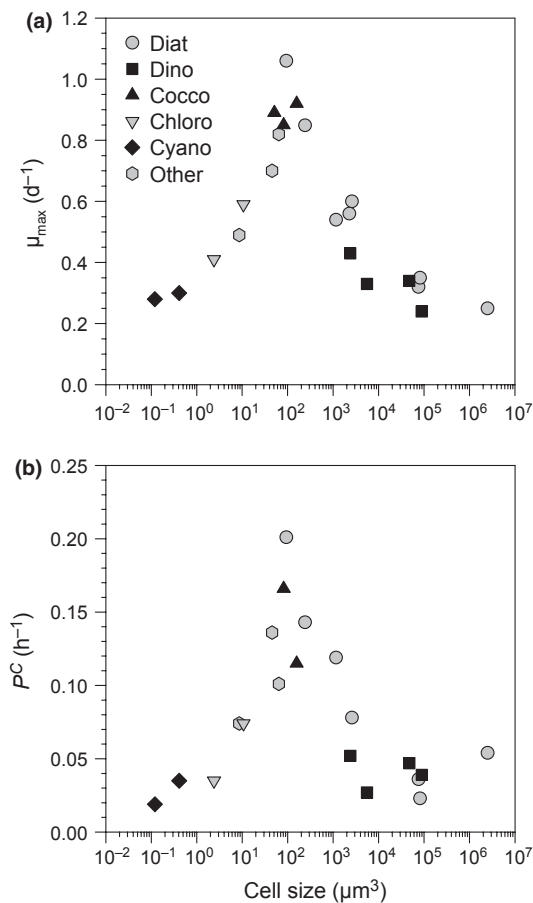 (a)
Diat
Dino
Cocco
Chloro
Cyano
Other
1.2
1.0
0.8
0.6
0.4
0.2
0.0
μmax (d⁻¹)
10⁻² 10⁻¹ 10⁰ 10¹ 10² 10³ 10⁴ 10⁵ 10⁶ 10⁷
(b)
0.25
0.20
0.15
0.10
0.05
0.00
Pᶜ (h⁻¹)
10⁻² 10⁻¹ 10⁰ 10¹ 10² 10³ 10⁴ 10⁵ 10⁶ 10⁷
Cell size (μm³)